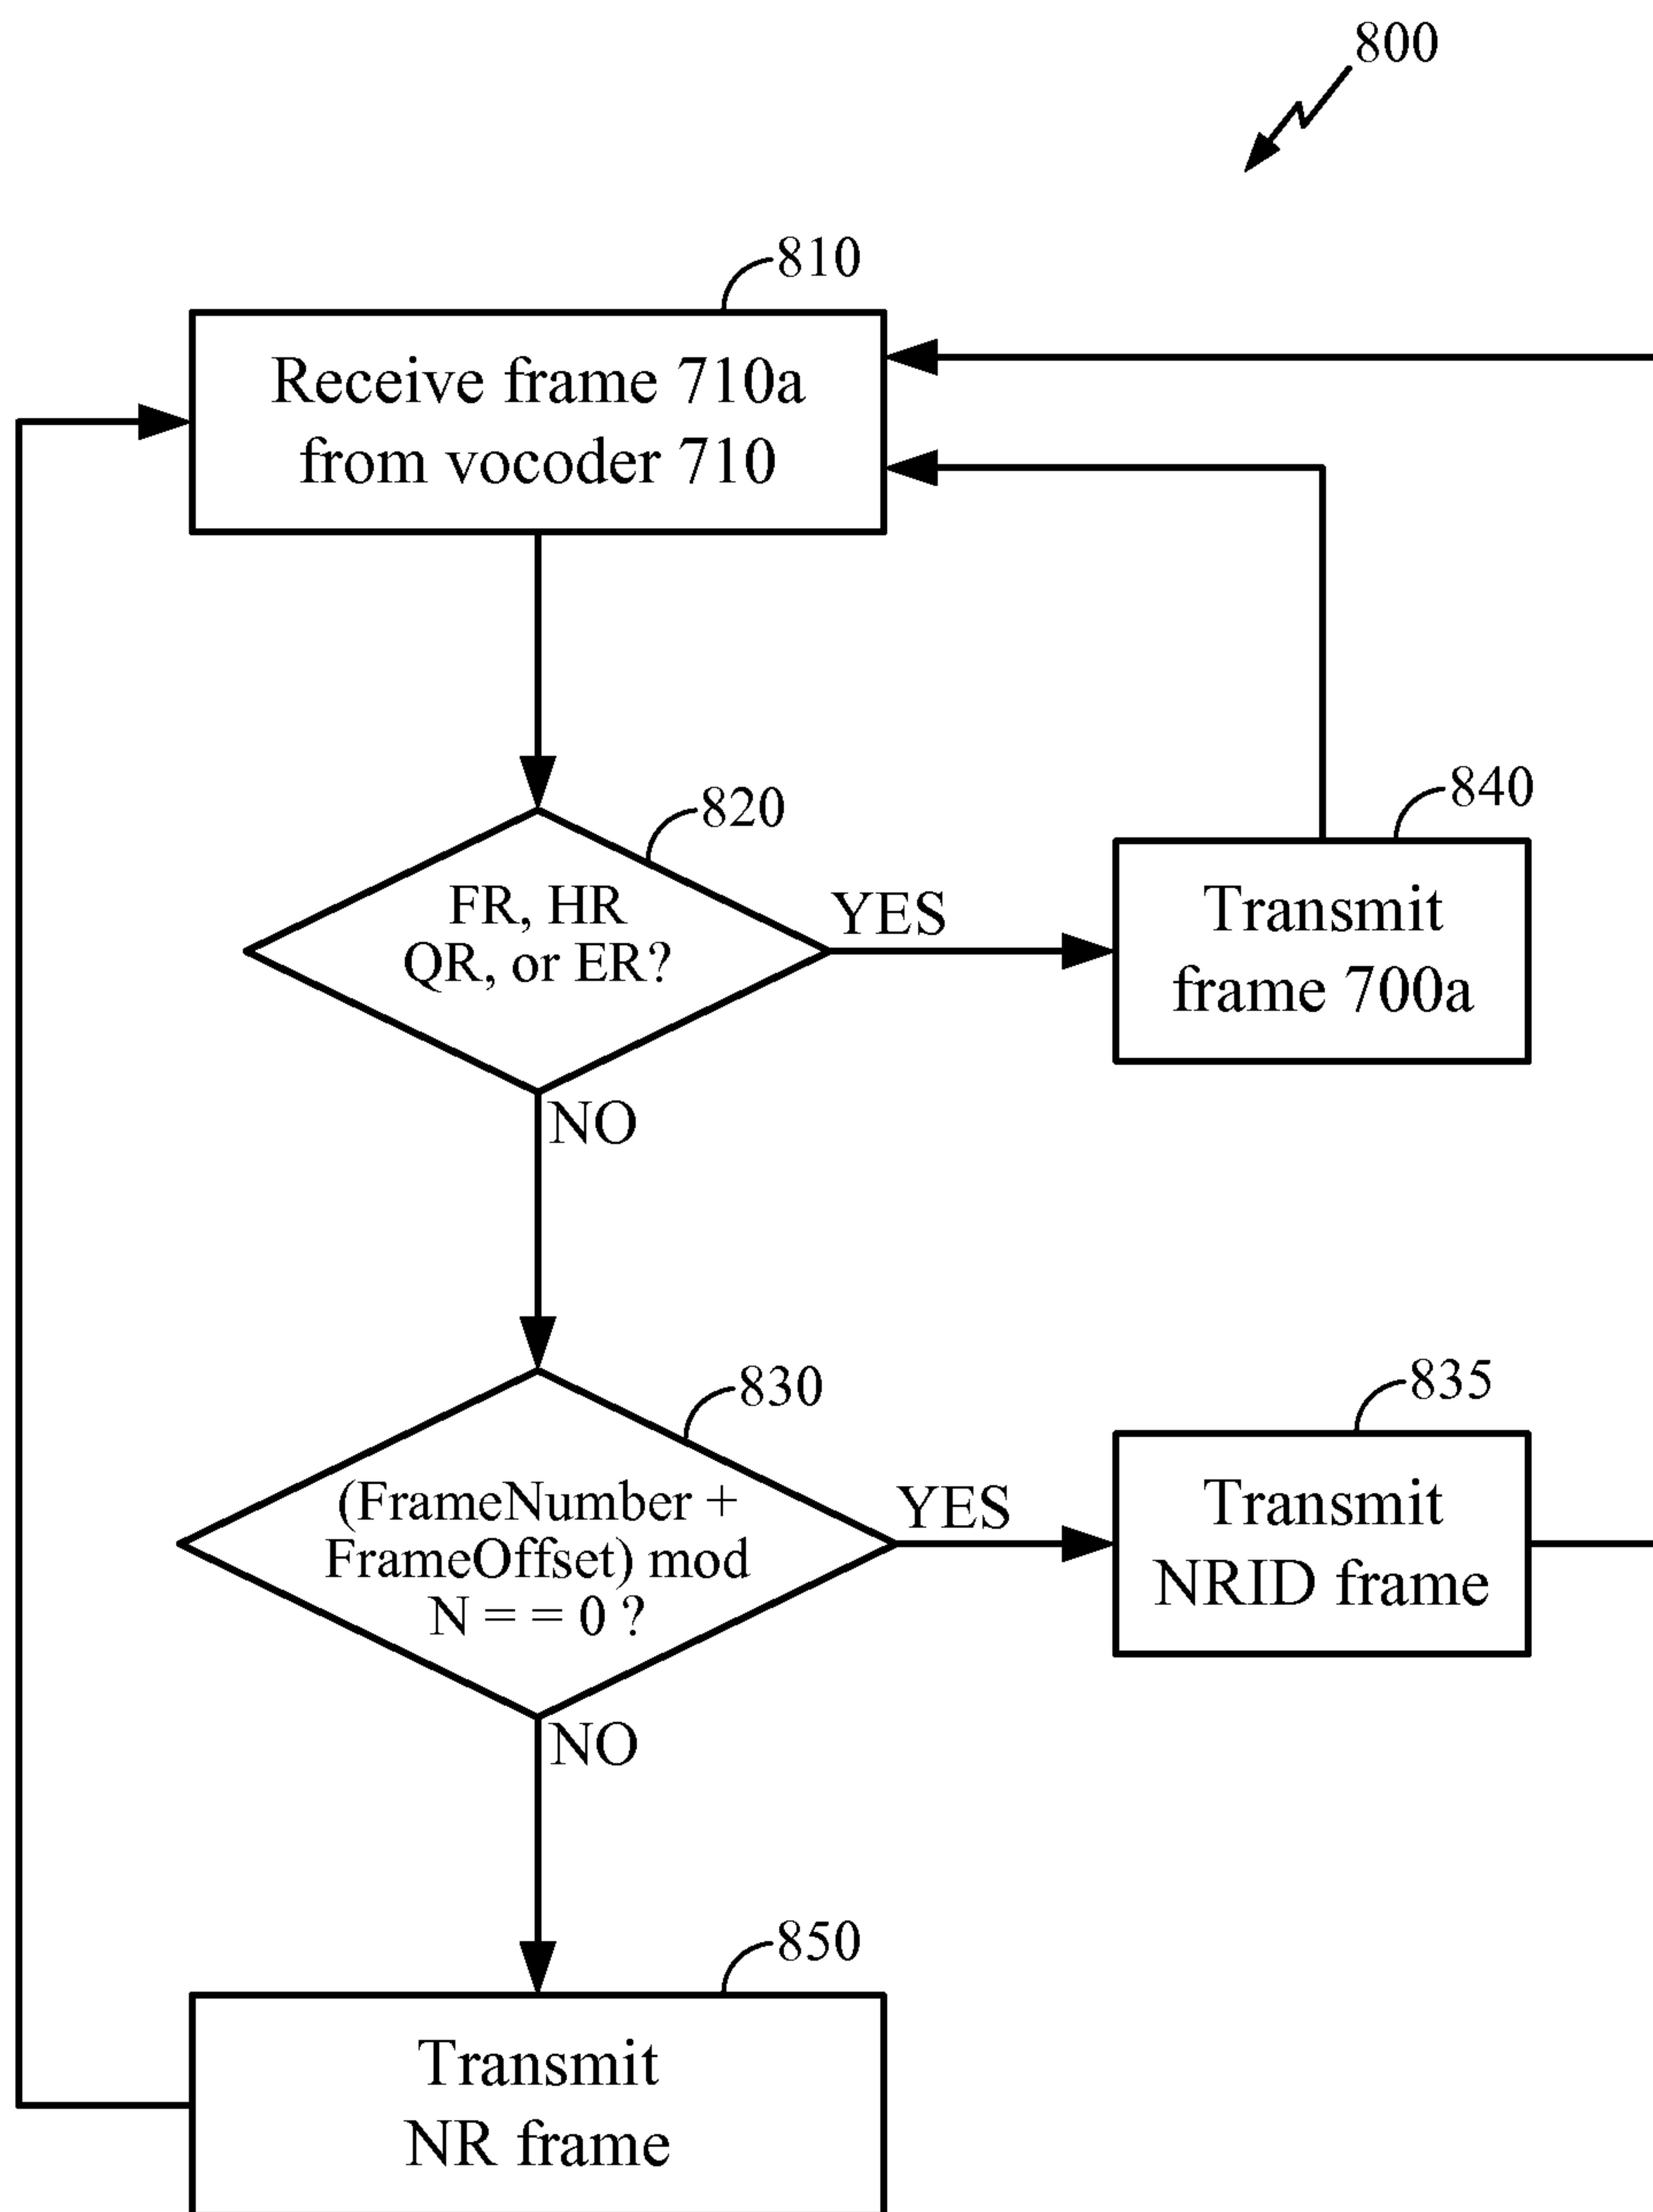 800
810
Receive frame 710a
from vocoder 710
820
FR, HR
QR, or ER?
YES
840
Transmit
frame 700a
NO
830
(FrameNumber +
FrameOffset) mod
N = = 0 ?
YES
835
Transmit
NRID frame
NO
850
Transmit
NR frame